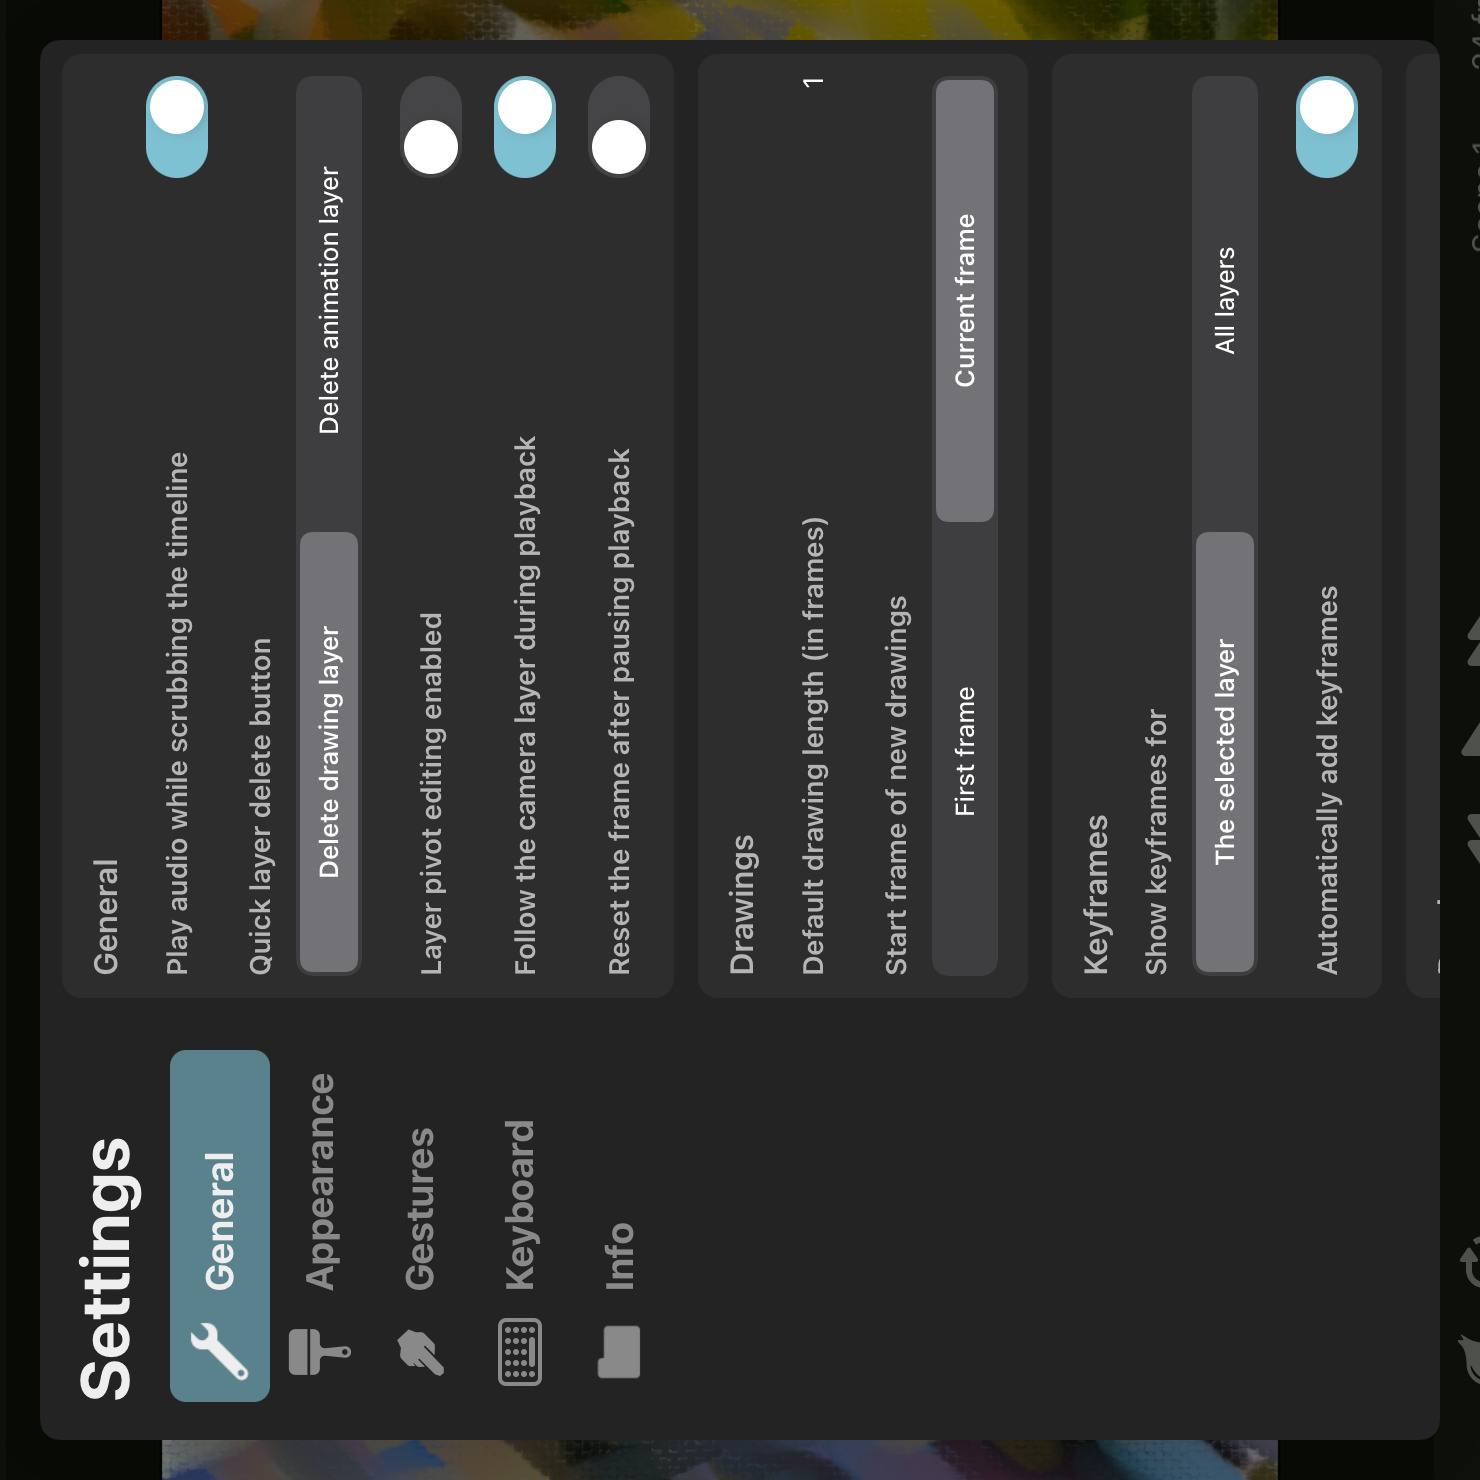 Settings
General
Appearance
Gestures
Keyboard
Info
General
Play audio while scrubbing the timeline
Quick layer delete button
Delete drawing layer
Delete animation layer
Layer pivot editing enabled
Follow the camera layer during playback
Reset the frame after pausing playback
Drawings
Default drawing length (in frames)
1
Start frame of new drawings
First frame
Current frame
Keyframes
Show keyframes for
The selected layer
All layers
Automatically add keyframes